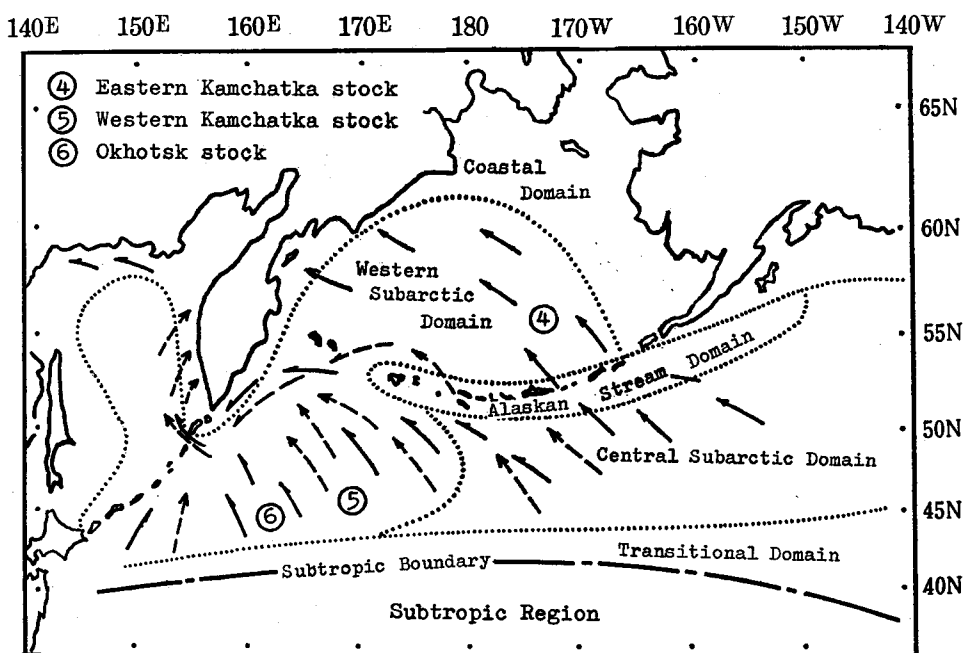 140E 150E 160E 170E 180 170W 160W 150W 140W
④ Eastern Kamchatka stock
⑤ Western Kamchatka stock
⑥ Okhotsk stock
65N
Coastal
Domain
60N
Western
Subarctic
Domain
④
55N
Alaskan Stream Domain
50N
Central Subarctic Domain
⑤
⑥
45N
Transitional Domain
Subtropic Boundary
40N
Subtropic Region